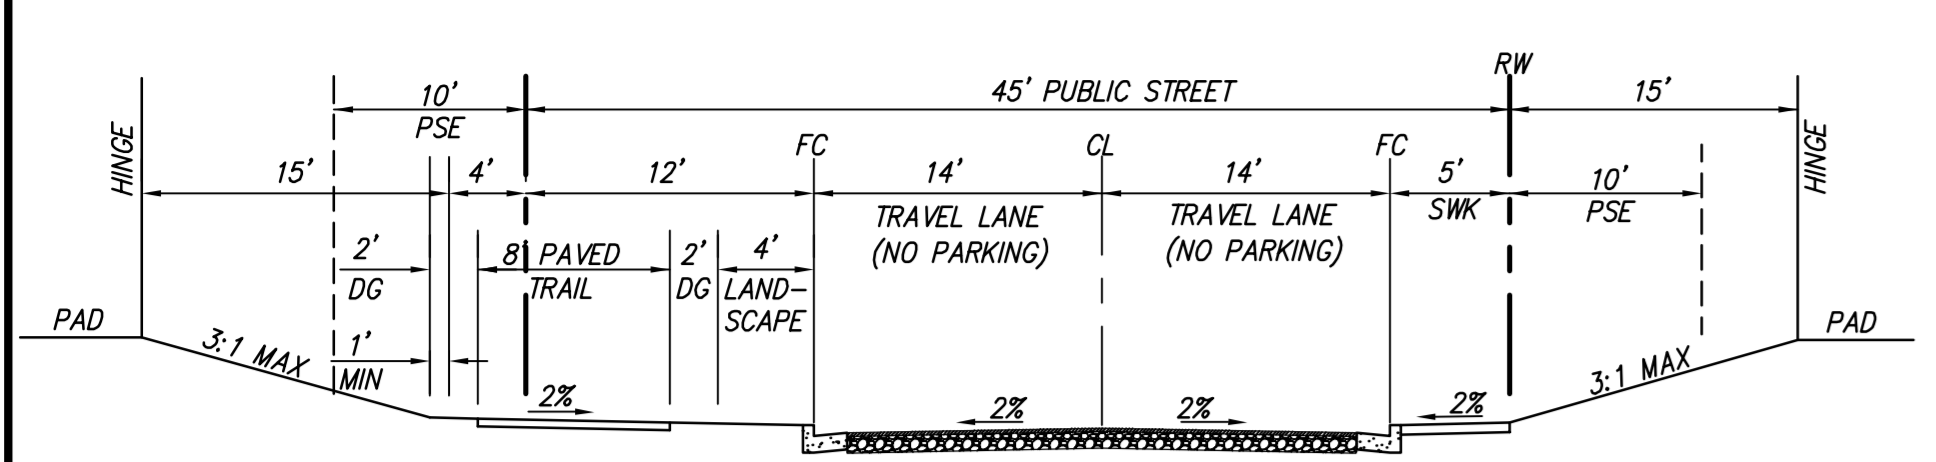 RW
10'
45' PUBLIC STREET
15'
PSE
HINGE
FC
CL
FC
HINGE
15'
4'
12'
14'
14'
5'
10'
TRAVEL LANE
(NO PARKING)
TRAVEL LANE
(NO PARKING)
SWK
PSE
2'
DG
8' PAVED
TRAIL
2'
DG
4'
LAND-
SCAPE
PAD
3:1 MAX
1'
MIN
2%
2%
2%
2%
3:1 MAX
PAD